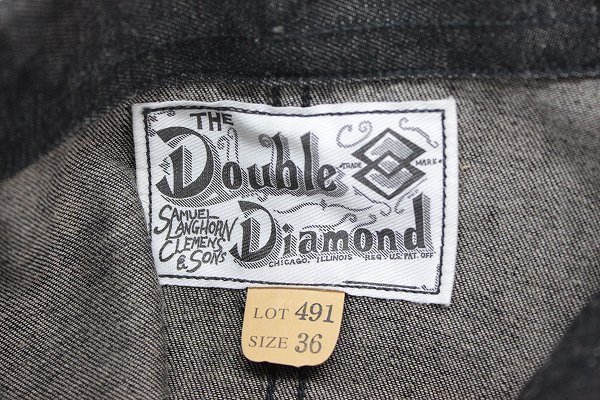 THE
Double
TRADE MARK
SAMUEL
LANGHORN
CLEMENS
& SONS
Diamond
CHICAGO, ILLINOIS REG. U.S. PAT. OFF
LOT 491
SIZE 36